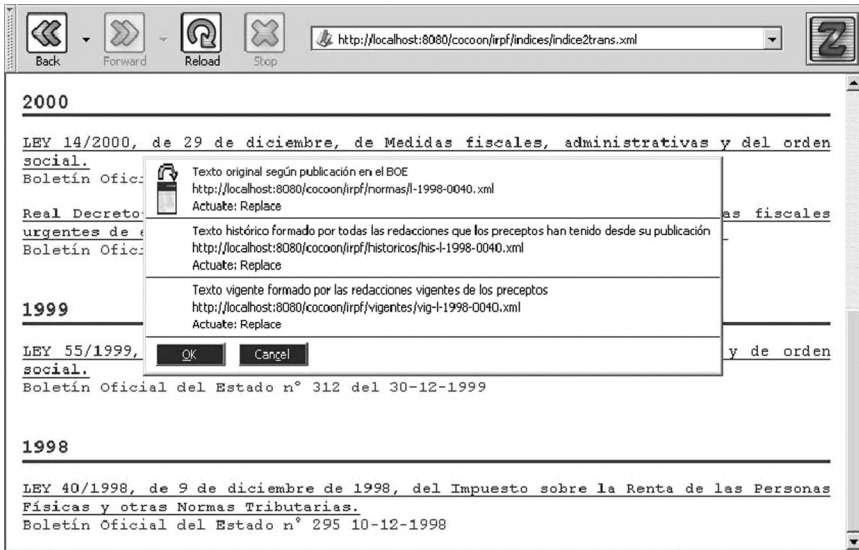 Back
Forward
Reload
Stop
http://localhost:8080/cocoon/irpf/indices/indice2trans.xml
Z
2000
LEY 14/2000, de 29 de diciembre, de Medidas fiscales, administrativas y del orden
social.
Boletín Ofic
Real Decreto
as fiscales
urgentes de
Boletín Ofic
Texto original según publicación en el BOE
http://localhost:8080/cocoon/irpf/normas/l-1998-0040.xml
Actuate: Replace
Texto histórico formado por todas las redacciones que los preceptos han tenido desde su publicación
http://localhost:8080/cocoon/irpf/historicos/his-l-1998-0040.xml
Actuate: Replace
Texto vigente formado por las redacciones vigentes de los preceptos
http://localhost:8080/cocoon/irpf/vigentes/vig-l-1998-0040.xml
Actuate: Replace
OK
Cancel
1999
LEY 55/1999,
y de orden
social.
Boletín Oficial del Estado nº 312 del 30-12-1999
1998
LEY 40/1998, de 9 de diciembre de 1998, del Impuesto sobre la Renta de las Personas
Físicas y otras Normas Tributarias.
Boletín Oficial del Estado nº 295 10-12-1998